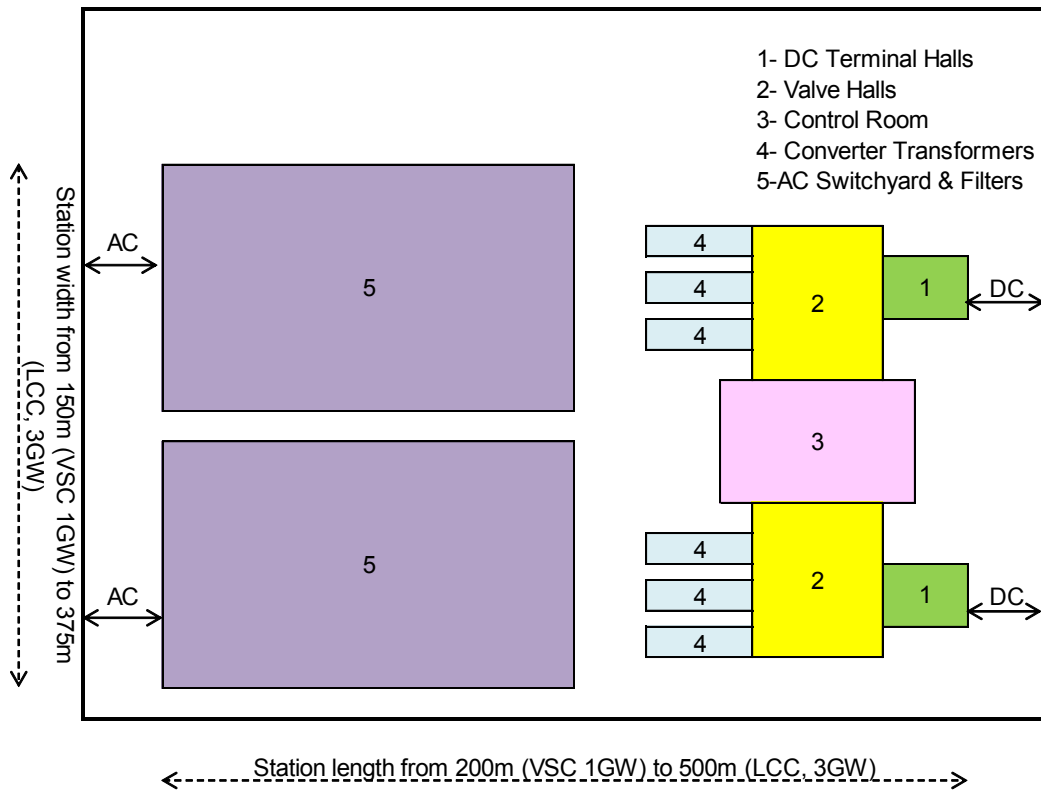 1- DC Terminal Halls
2- Valve Halls
3- Control Room
4- Converter Transformers
5-AC Switchyard & Filters
Station width from 150m (VSC 1GW) to 375m
(LCC, 3GW)
AC
5
4
4
4
2
1
DC
3
AC
5
4
4
4
2
1
DC
Station length from 200m (VSC 1GW) to 500m (LCC, 3GW)